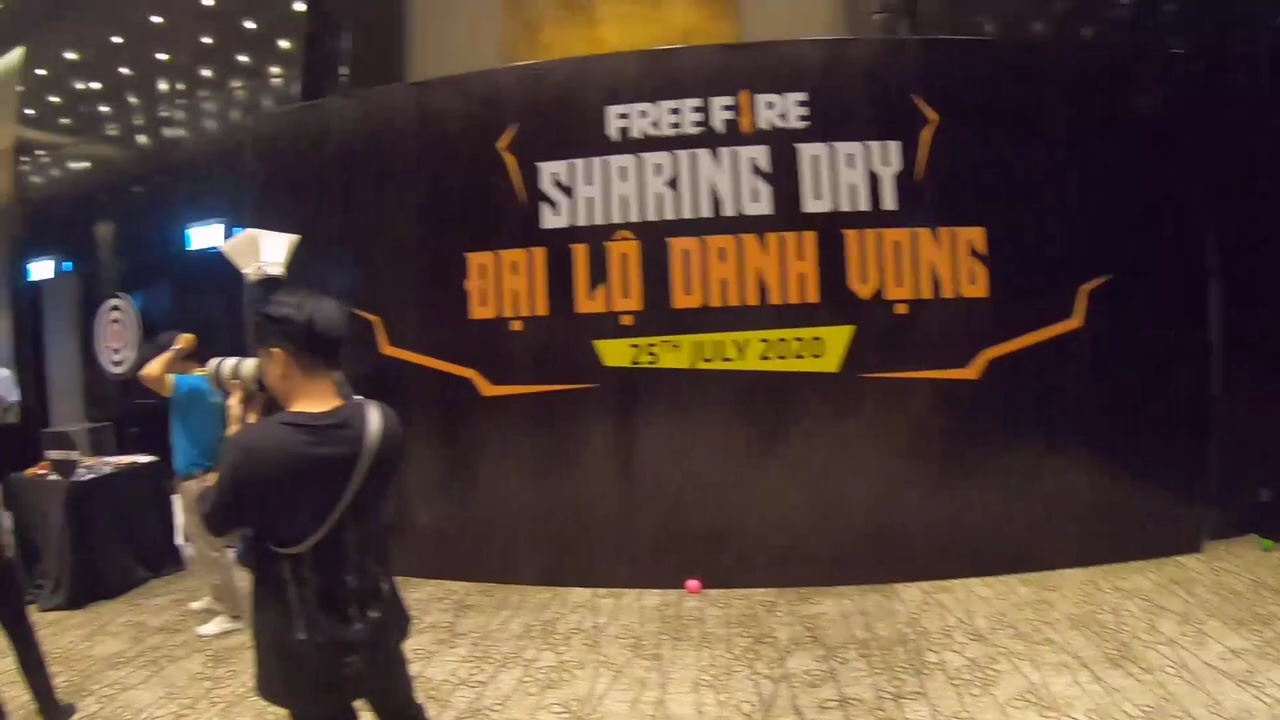 FREE FIRE
SHARING DAY
ĐẠI LỘ DANH VỌNG
25TH JULY 2020